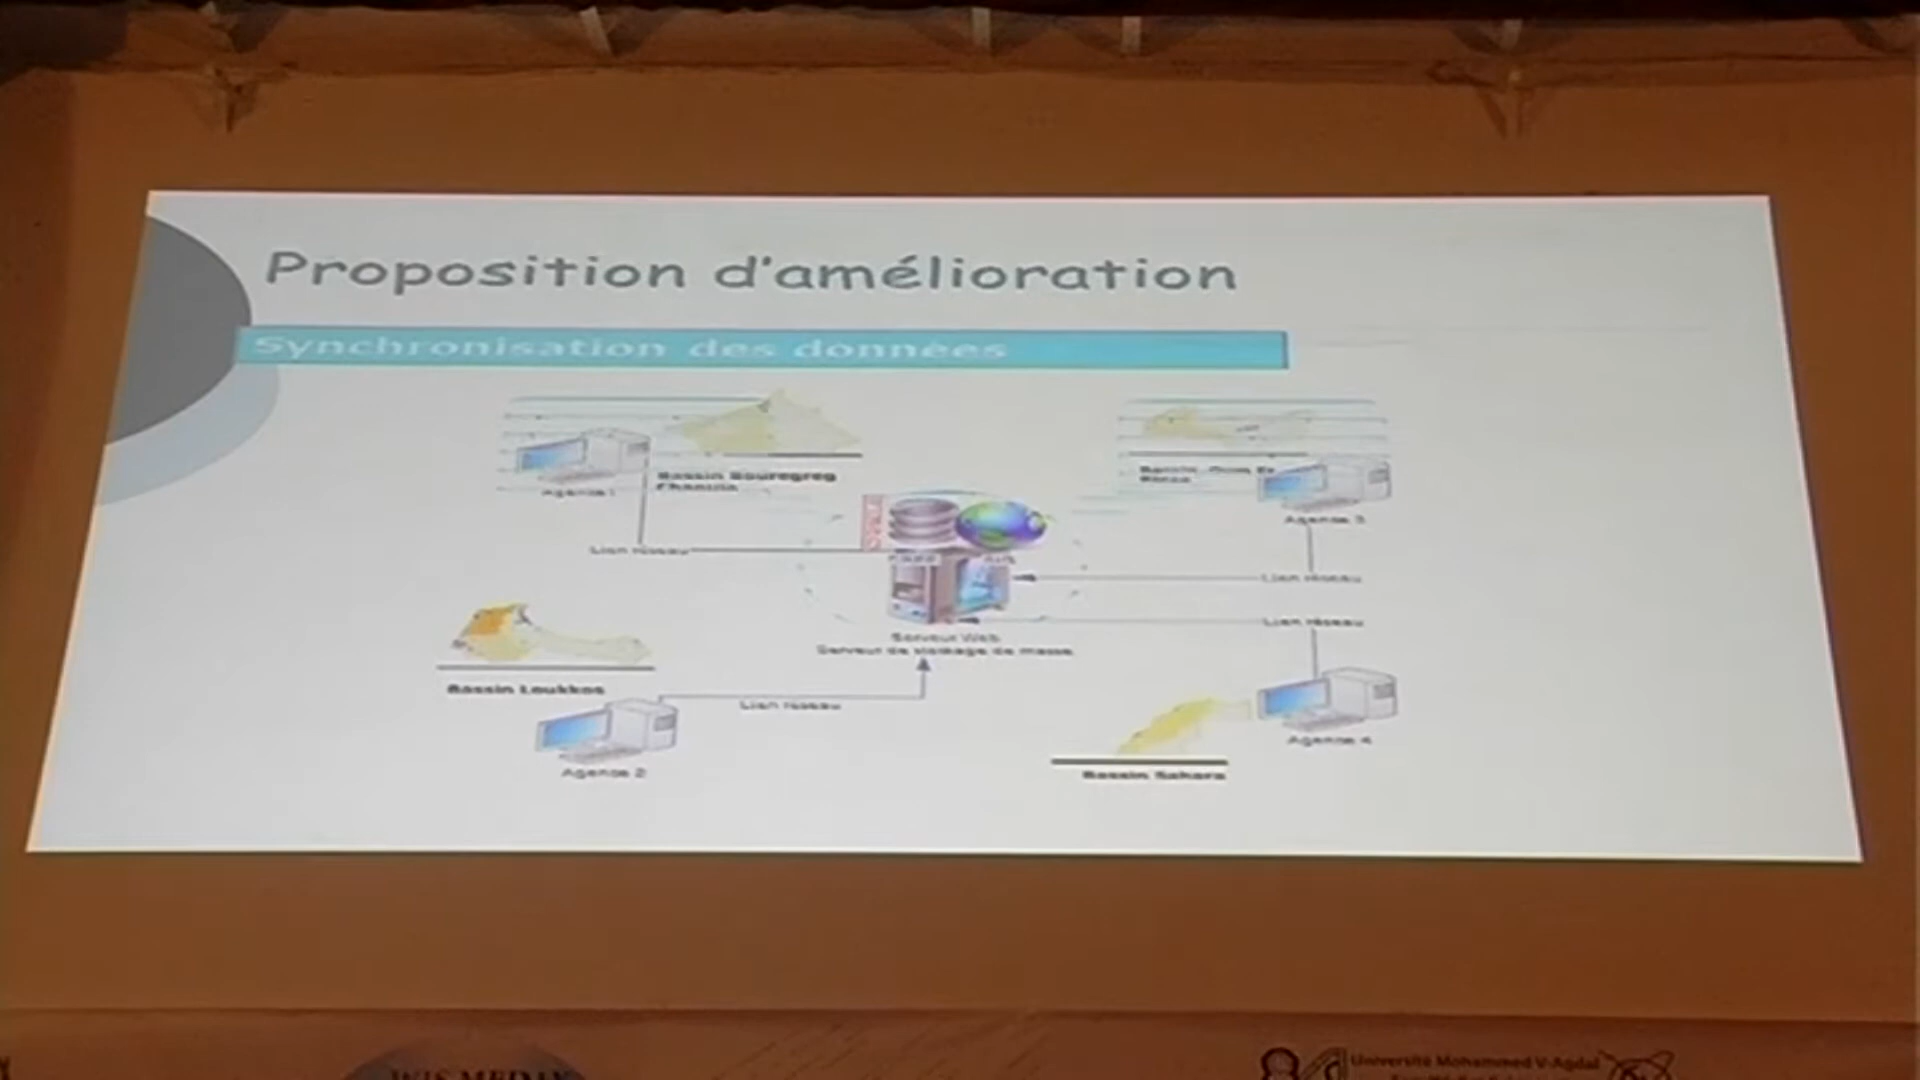 Proposition d'amélioration
Synchronisation des données
Agence 1
Bassin Bouregreg
Chaouia
Bassin Oum Er
Agence 3
Lien réseau
Lien réseau
Lien réseau
Serveur Web
Serveur de stockage de masse
Bassin Loukkos
Lien réseau
Agence 2
Agence 4
Bassin Sahara
Université Mohammed V-Agdal